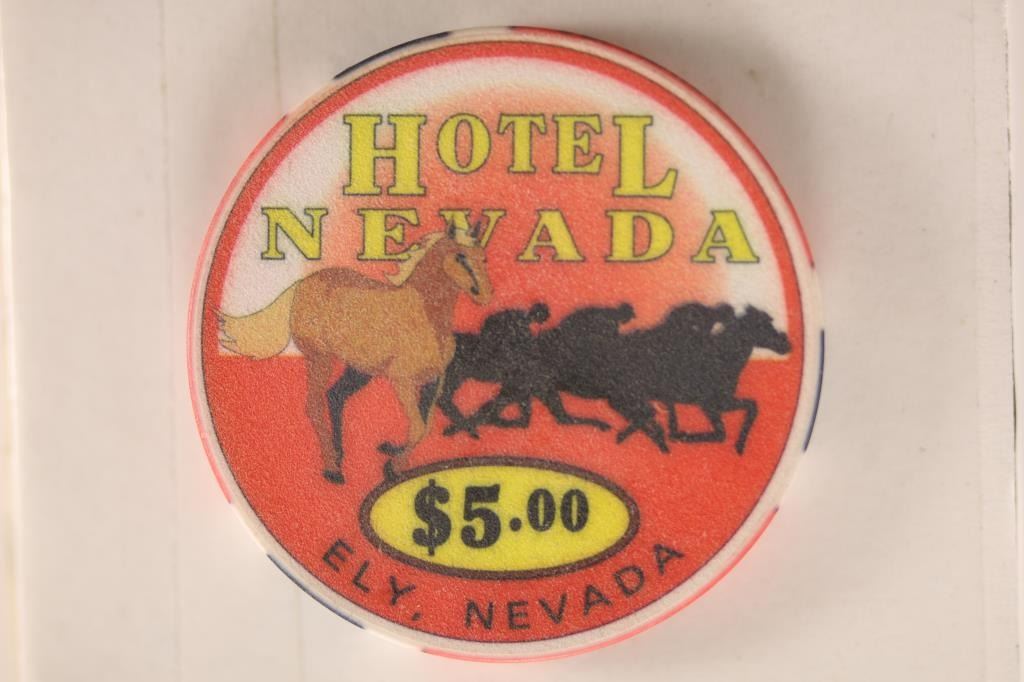 HOTEL
NEVADA
$5.00
ELY, NEVADA